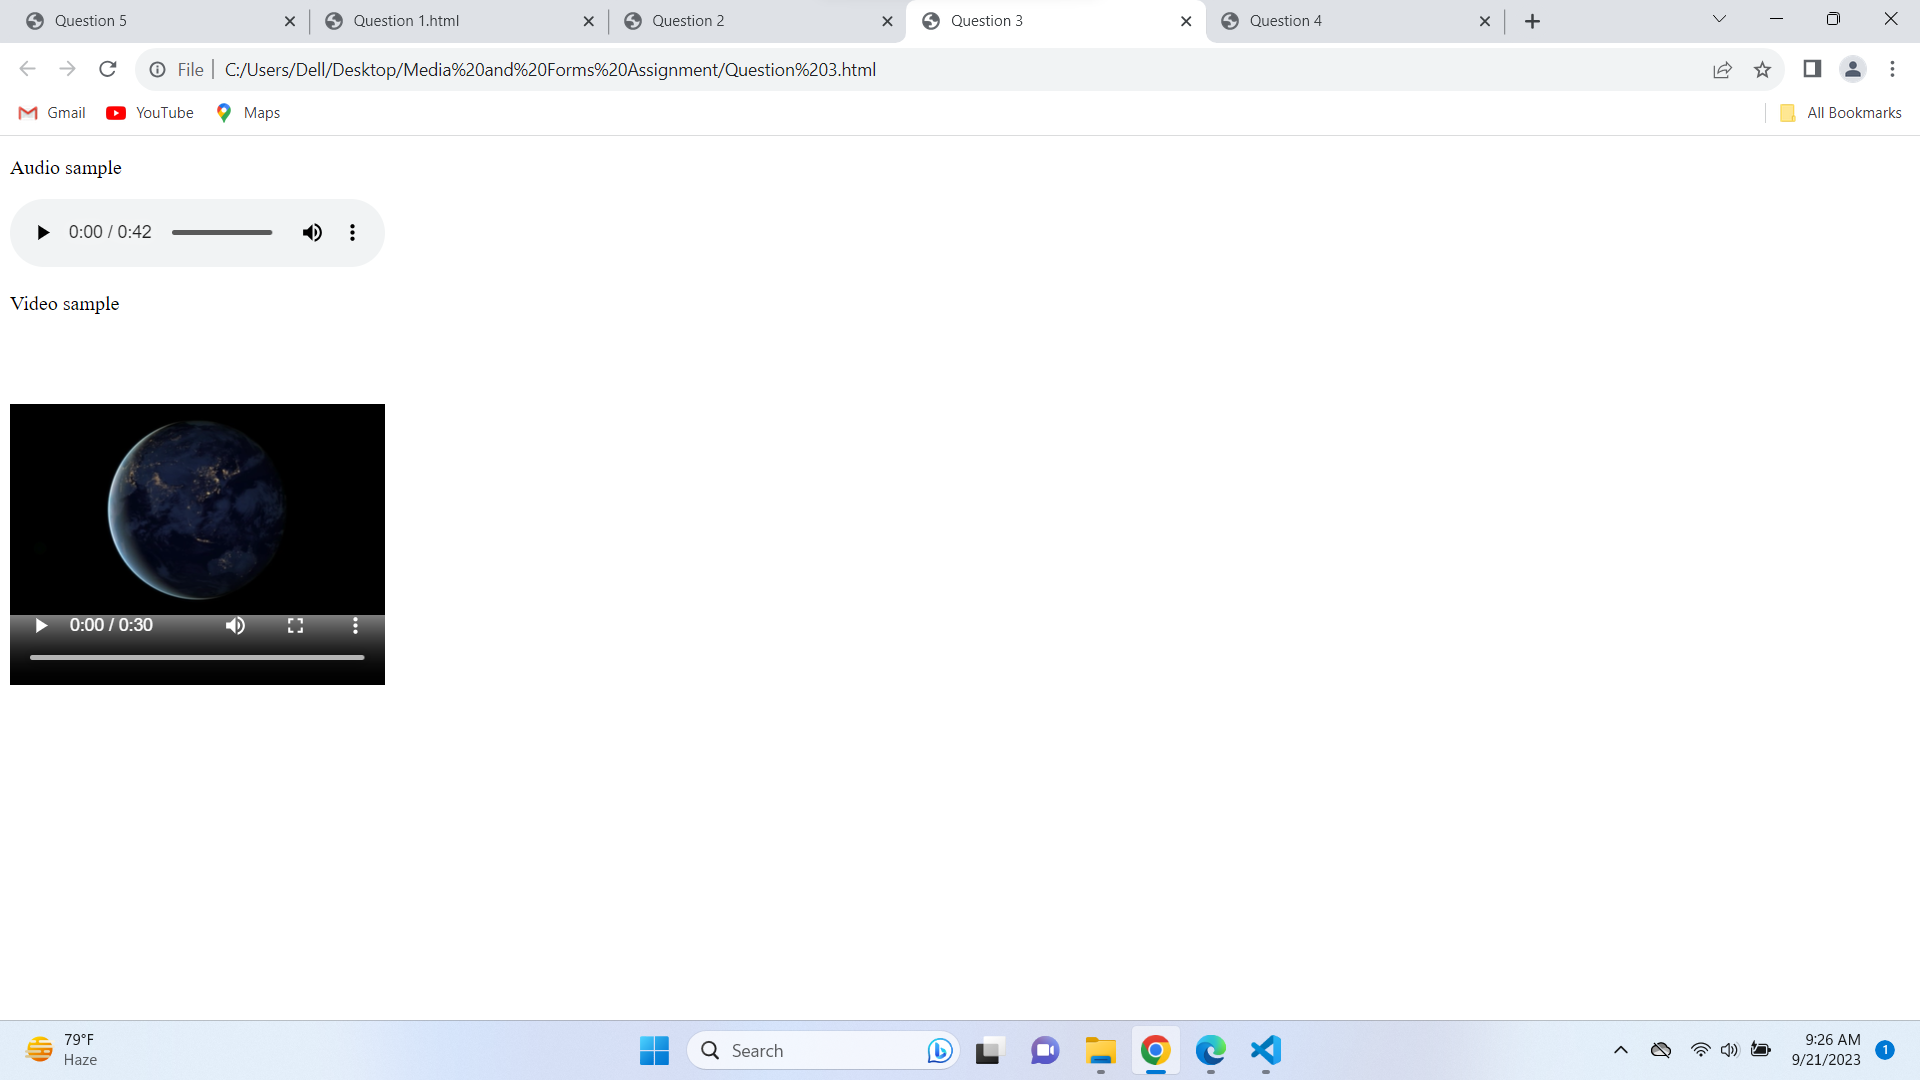 Question 5
Question 1.html
Question 2
Question 3
Question 4
File
C:/Users/Dell/Desktop/Media%20and%20Forms%20Assignment/Question%203.html
Gmail
YouTube
Maps
All Bookmarks
Audio sample
0:00 / 0:42
Video sample
0:00 / 0:30
79°F
Haze
Search
9:26 AM
9/21/2023
1